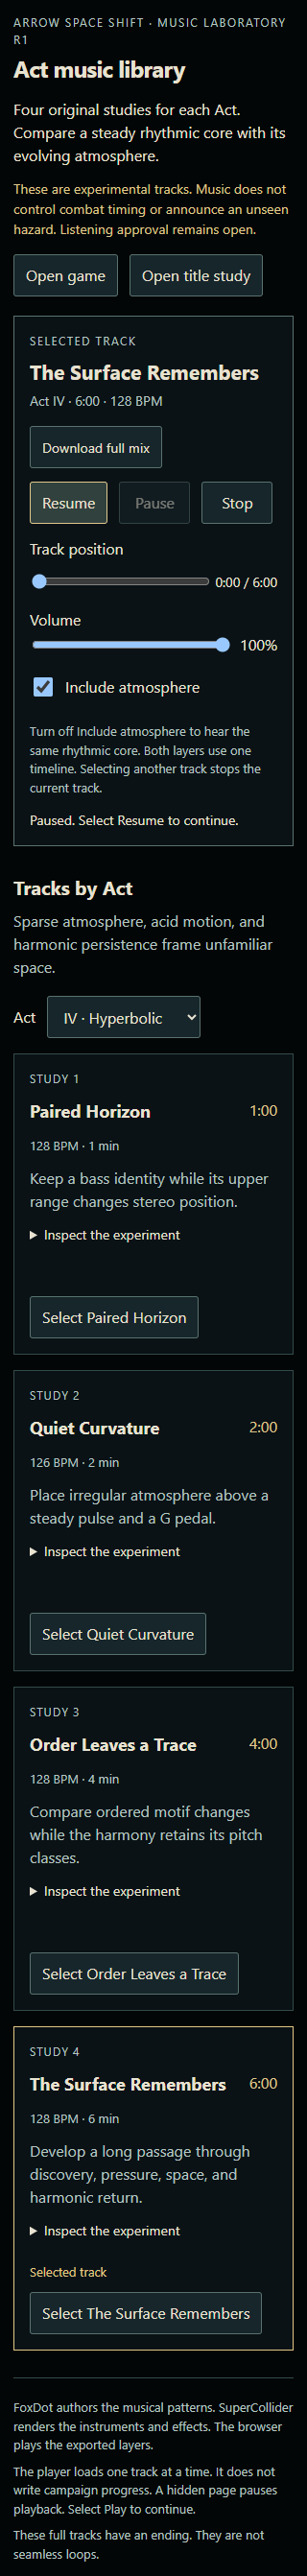 ARROW SPACE SHIFT · MUSIC LABORATORY
R1
Act music library
Four original studies for each Act.
Compare a steady rhythmic core with its
evolving atmosphere.
These are experimental tracks. Music does not
control combat timing or announce an unseen
hazard. Listening approval remains open.
Open game
Open title study
SELECTED TRACK
The Surface Remembers
Act IV · 6:00 · 128 BPM
Download full mix
Resume
Pause
Stop
Track position
0:00 / 6:00
Volume
100%
Include atmosphere
Turn off Include atmosphere to hear the
same rhythmic core. Both layers use one
timeline. Selecting another track stops the
current track.
Paused. Select Resume to continue.
Tracks by Act
Sparse atmosphere, acid motion, and
harmonic persistence frame unfamiliar
space.
Act
IV · Hyperbolic
STUDY 1
Paired Horizon
1:00
128 BPM · 1 min
Keep a bass identity while its upper
range changes stereo position.
Inspect the experiment
Select Paired Horizon
STUDY 2
Quiet Curvature
2:00
126 BPM · 2 min
Place irregular atmosphere above a
steady pulse and a G pedal.
Inspect the experiment
Select Quiet Curvature
STUDY 3
Order Leaves a Trace
4:00
128 BPM · 4 min
Compare ordered motif changes
while the harmony retains its pitch
classes.
Inspect the experiment
Select Order Leaves a Trace
STUDY 4
The Surface Remembers
6:00
128 BPM · 6 min
Develop a long passage through
discovery, pressure, space, and
harmonic return.
Inspect the experiment
Selected track
Select The Surface Remembers
FoxDot authors the musical patterns. SuperCollider
renders the instruments and effects. The browser
plays the exported layers.
The player loads one track at a time. It does not
write campaign progress. A hidden page pauses
playback. Select Play to continue.
These full tracks have an ending. They are not
seamless loops.